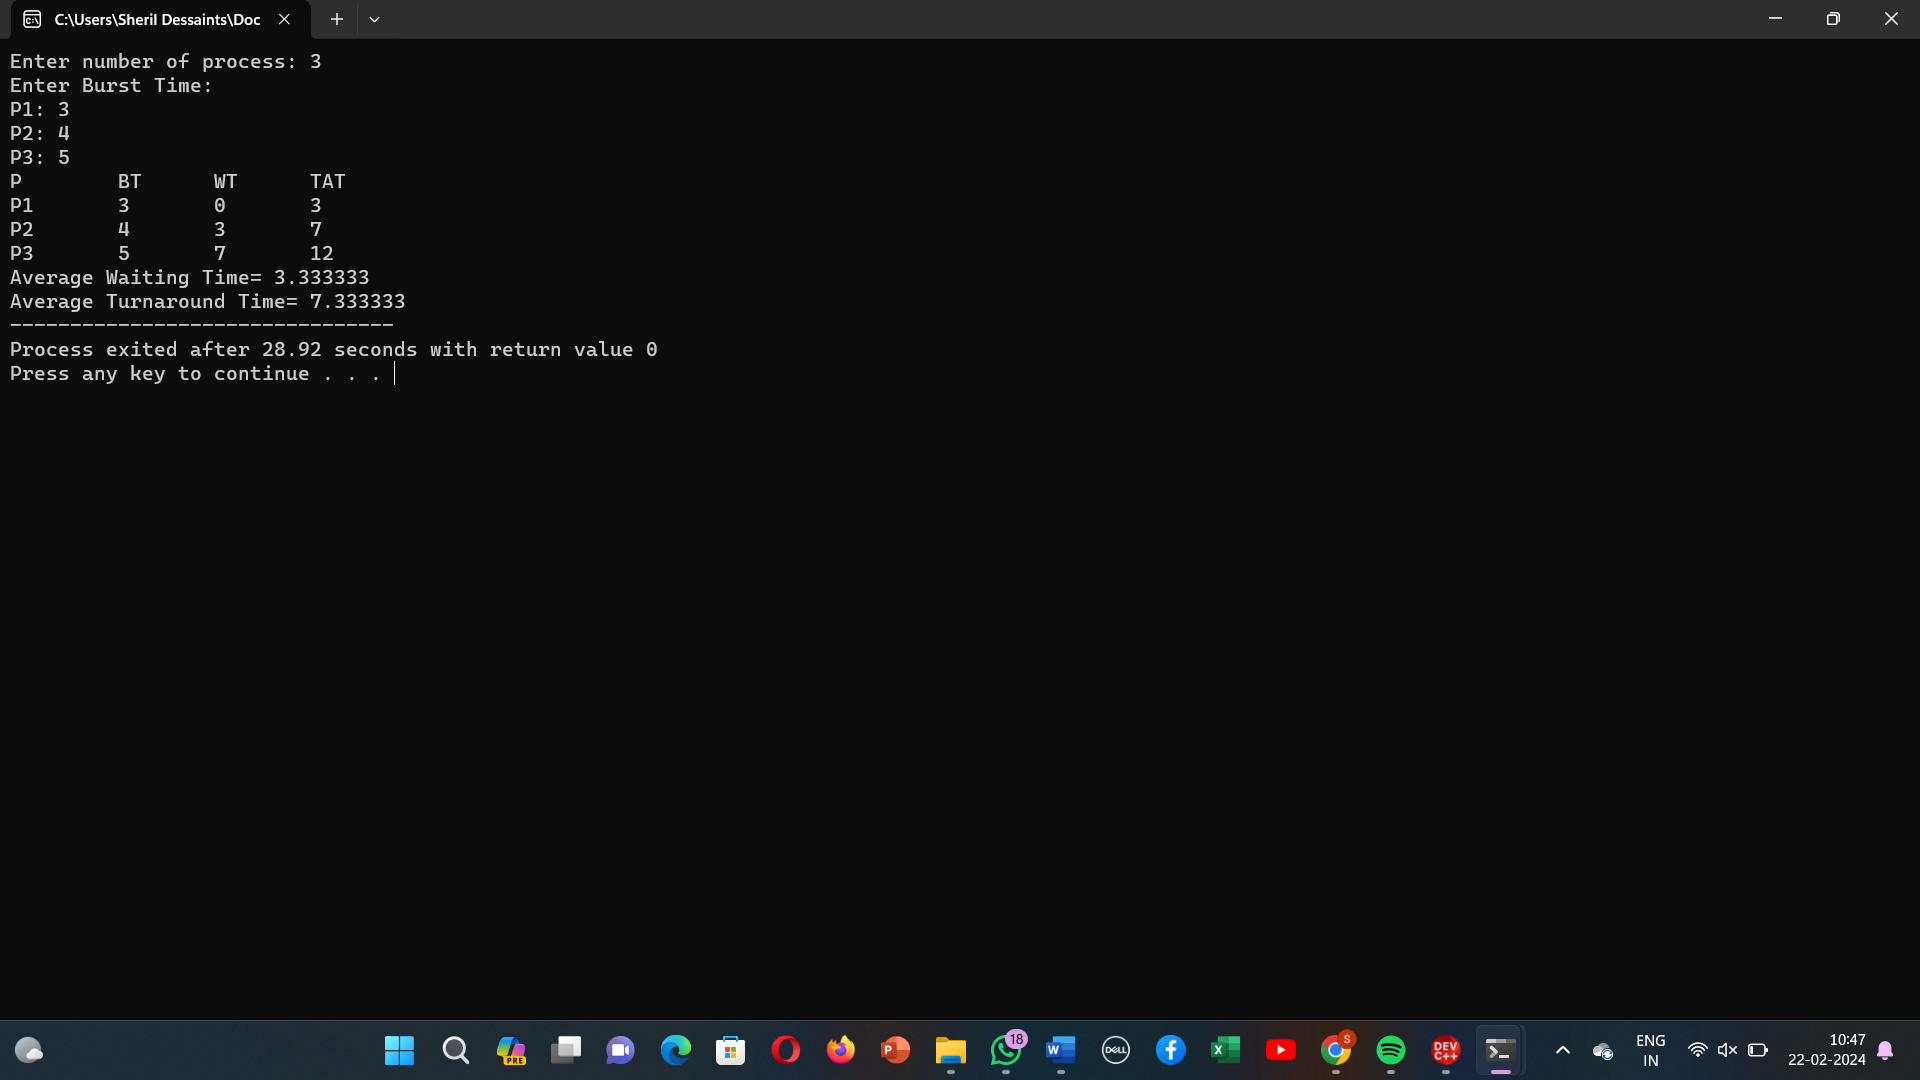 C:\Users\Sheril Dessaints\Doc
Enter number of process: 3
Enter Burst Time:
P1: 3
P2: 4
P3: 5
P BT WT TAT
P1 3 0 3
P2 4 3 7
P3 5 7 12
Average Waiting Time= 3.333333
Average Turnaround Time= 7.333333
--------------------------------
Process exited after 28.92 seconds with return value 0
Press any key to continue . . .
PRE
P
18
W
DELL
X
S
DEV
C++
ENG
IN
10:47
22-02-2024